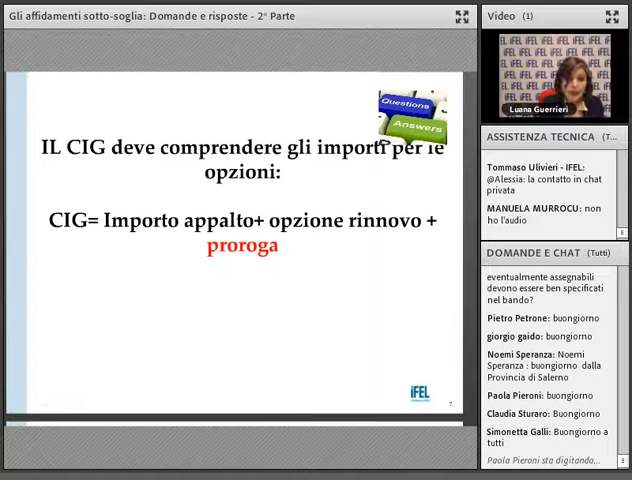 Gli affidamenti sotto-soglia: Domande e risposte - 2° Parte
Questions
Answers
IL CIG deve comprendere gli importi per le
opzioni:
CIG= Importo appalto+ opzione rinnovo +
proroga
iFEL
7
Video (1)
iFEL
Luana Guerrieri
ASSISTENZA TECNICA (T...
Tommaso Ulivieri - IFEL:
@Alessia: la contatto in chat
privata
MANUELA MURROCU: non
ho l'audio
DOMANDE E CHAT (Tutti)
eventualmente assegnabili
devono essere ben specificati
nel bando?
Pietro Petrone: buongiorno
giorgio gaido: buongiorno
Noemi Speranza: Noemi
Speranza : buongiorno dalla
Provincia di Salerno
Paola Pieroni: buongiorno
Claudia Sturaro: Buongiorno
Simonetta Galli: Buongiorno a
tutti
Paola Pieroni sta digitando...